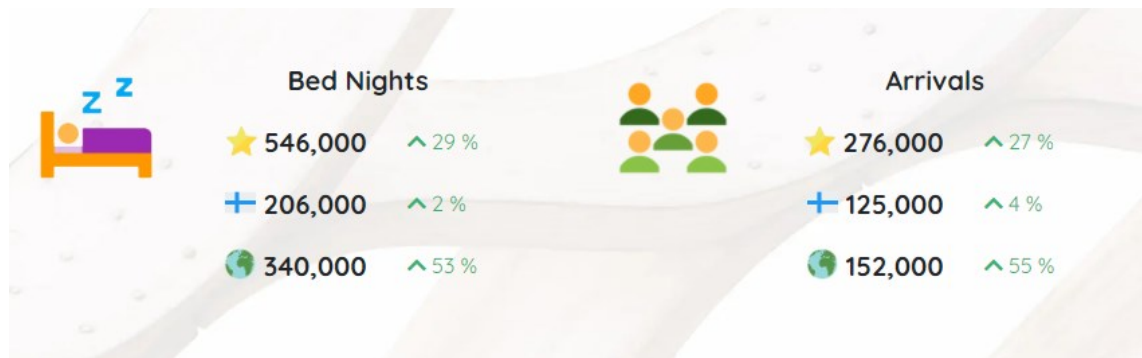 Bed Nights
546,000 29 %
206,000 2 %
340,000 53 %
Arrivals
276,000 27 %
125,000 4 %
152,000 55 %